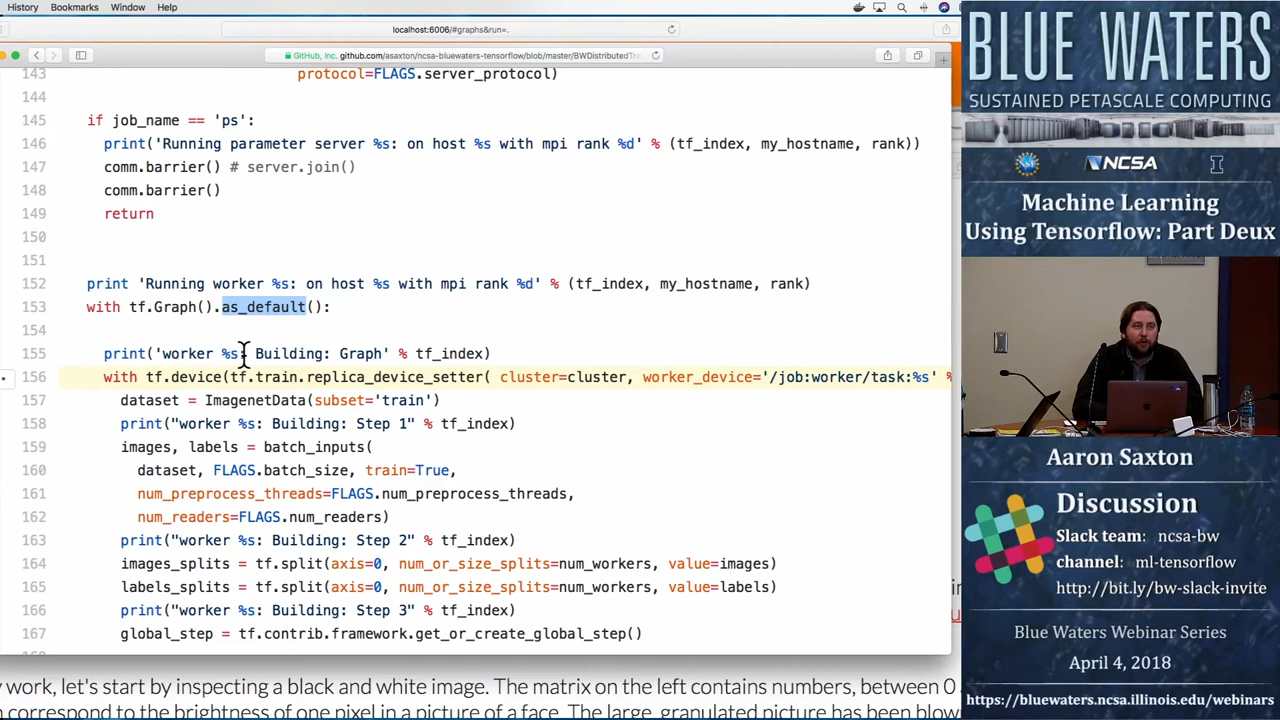 History Bookmarks Window Help
localhost:6006/#graphs&run=.
GitHub, Inc. github.com/asaxton/ncsa-bluewaters-tensorflow/blob/master/BWDistributedTra
143 protocol=FLAGS.server_protocol)
144
145 if job_name == 'ps':
146 print('Running parameter server %s: on host %s with mpi rank %d' % (tf_index, my_hostname, rank))
147 comm.barrier() # server.join()
148 comm.barrier()
149 return
150
151
152 print 'Running worker %s: on host %s with mpi rank %d' % (tf_index, my_hostname, rank)
153 with tf.Graph().as_default():
154
155 print('worker %s: Building: Graph' % tf_index)
156 with tf.device(tf.train.replica_device_setter( cluster=cluster, worker_device='/job:worker/task:%s' %
157 dataset = ImagenetData(subset='train')
158 print("worker %s: Building: Step 1" % tf_index)
159 images, labels = batch_inputs(
160 dataset, FLAGS.batch_size, train=True,
161 num_preprocess_threads=FLAGS.num_preprocess_threads,
162 num_readers=FLAGS.num_readers)
163 print("worker %s: Building: Step 2" % tf_index)
164 images_splits = tf.split(axis=0, num_or_size_splits=num_workers, value=images)
165 labels_splits = tf.split(axis=0, num_or_size_splits=num_workers, value=labels)
166 print("worker %s: Building: Step 3" % tf_index)
167 global_step = tf.contrib.framework.get_or_create_global_step()
y work, let's start by inspecting a black and white image. The matrix on the left contains numbers, between 0
n correspond to the brightness of one pixel in a picture of a face. The large, granulated picture has been blow
BLUE WATERS
SUSTAINED PETASCALE COMPUTING
NCSA
I
Machine Learning
Using Tensorflow: Part Deux
Aaron Saxton
Discussion
Slack team: ncsa-bw
channel: ml-tensorflow
http://bit.ly/bw-slack-invite
Blue Waters Webinar Series
April 4, 2018
https://bluewaters.ncsa.illinois.edu/webinars